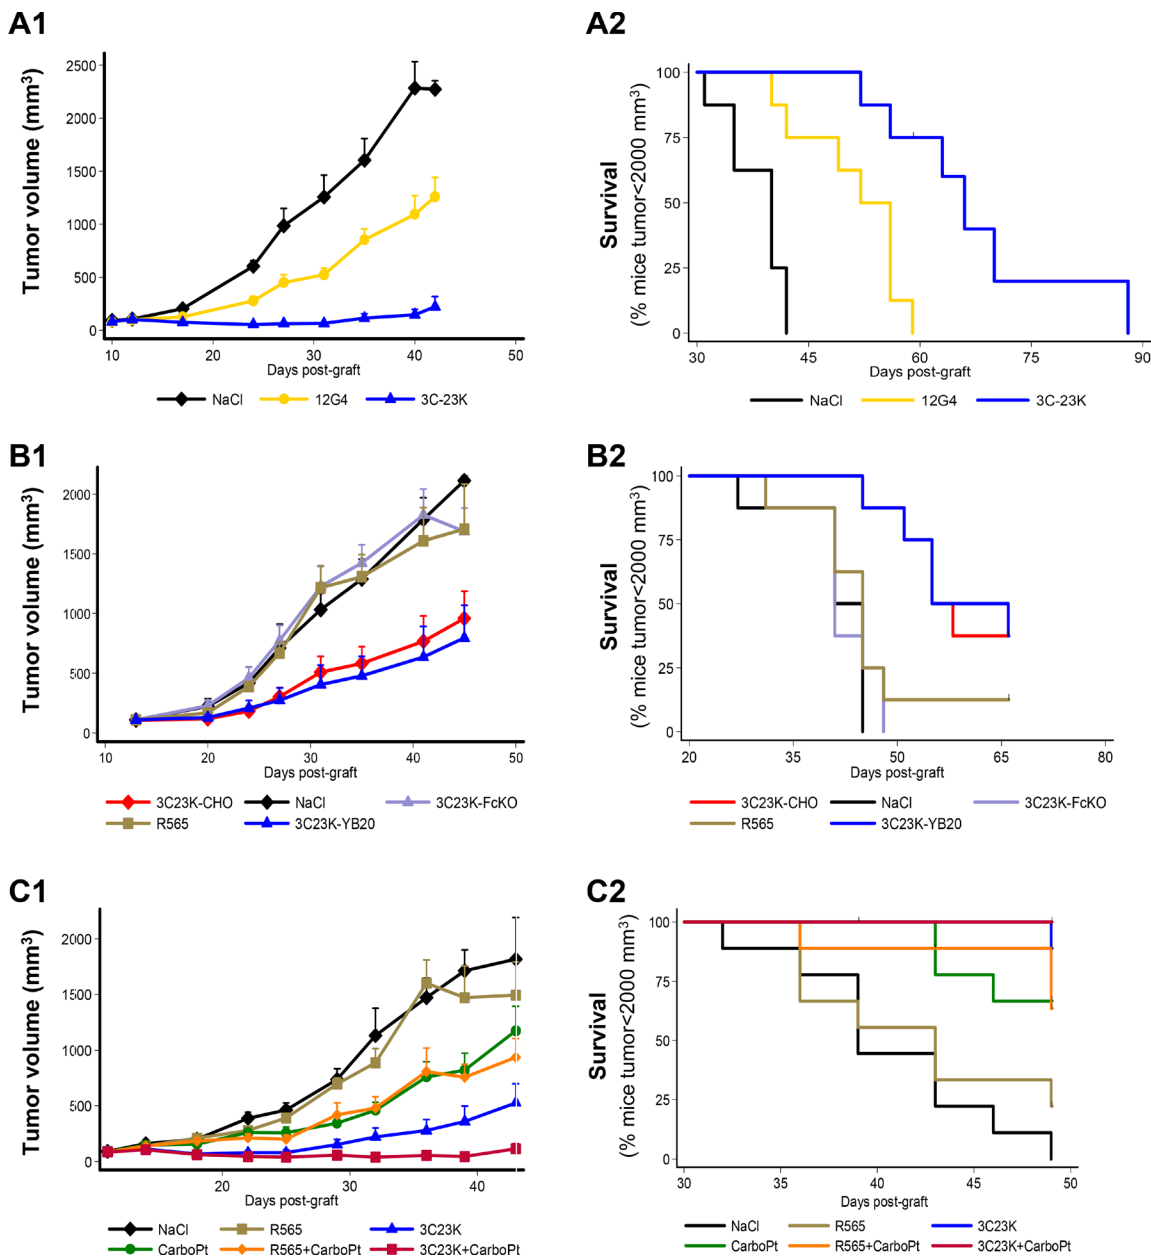 A1
A2
Tumor volume (mm³)
2500
2000
1500
1000
500
0
10
20
30
40
50
Days post-graft
NaCl
12G4
3C-23K
Survival
(% mice tumor<2000 mm³)
100
75
50
25
0
30
45
60
75
90
Days post-graft
NaCl
12G4
3C-23K
B1
B2
Tumor volume (mm³)
2000
1500
1000
500
0
10
20
30
40
50
Days post-graft
3C23K-CHO
NaCl
3C23K-FcKO
R565
3C23K-YB20
Survival
(% mice tumor<2000 mm³)
100
75
50
25
0
20
35
50
65
80
Days post-graft
3C23K-CHO
NaCl
3C23K-FcKO
R565
3C23K-YB20
C1
C2
Tumor volume (mm³)
2000
1500
1000
500
0
20
30
40
Days post-graft
NaCl
R565
3C23K
CarboPt
R565+CarboPt
3C23K+CarboPt
Survival
(% mice tumor<2000 mm³)
100
75
50
25
0
30
35
40
45
50
Days post-graft
NaCl
R565
3C23K
CarboPt
R565+CarboPt
3C23K+CarboPt